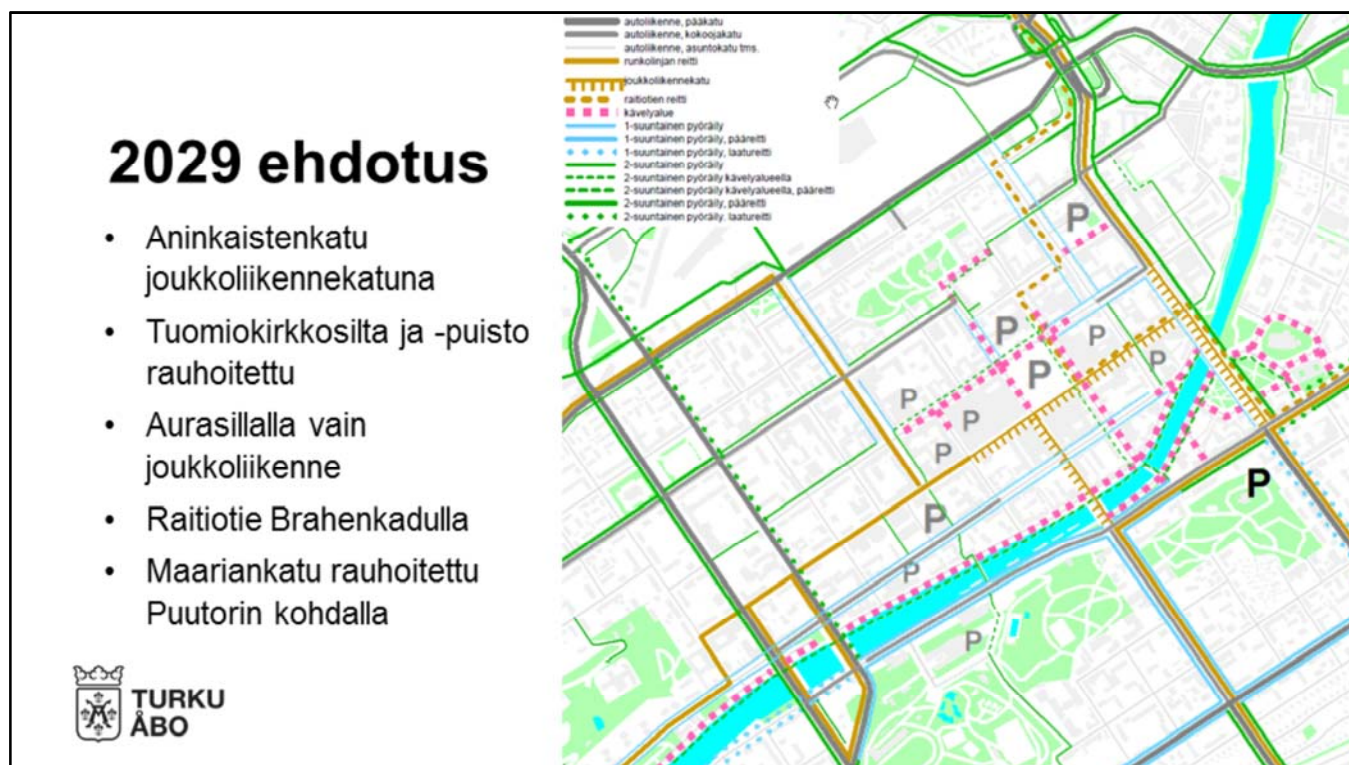 2029 ehdotus
• Aninkaistenkatu
joukkoliikennekatuna
• Tuomiokirkkosilta ja -puisto
rauhoitettu
• Aurasillalla vain
joukkoliikenne
• Raitiotie Brahenkadulla
• Maariankatu rauhoitettu
Puutorin kohdalla
TURKU
ÅBO
autoliikenne, pääkatu
autoliikenne, kokoojakatu
autoliikenne, asuntokatu tms.
runkolinjan reitti
joukkoliikennekatu
raitiotien reitti
kävelyalue
1-suuntainen pyöräily
1-suuntainen pyöräily, pääreitti
1-suuntainen pyöräily, laatureitti
2-suuntainen pyöräily
2-suuntainen pyöräily kävelyalueella
2-suuntainen pyöräily kävelyalueella, pääreitti
2-suuntainen pyöräily, pääreitti
2-suuntainen pyöräily. laatureitti
P
P
P
P
P
P
P
P
P
P
P
P